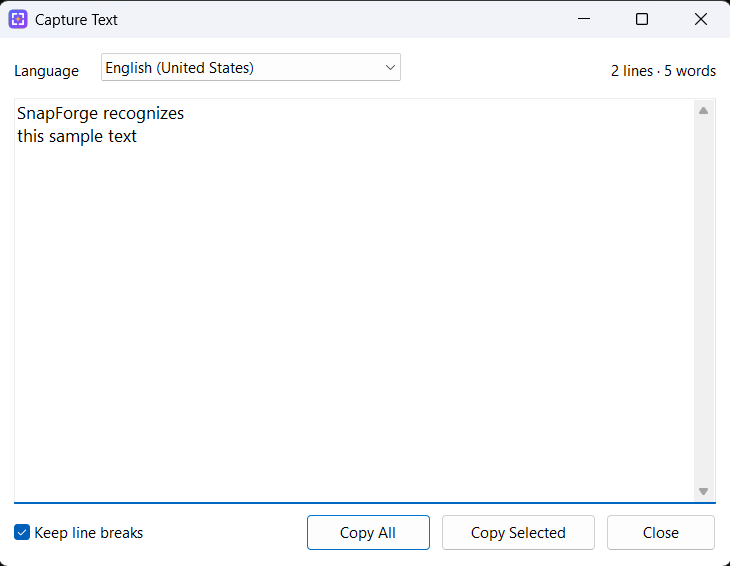 Capture Text
Language
English (United States)
2 lines · 5 words
SnapForge recognizes
this sample text
Keep line breaks
Copy All
Copy Selected
Close